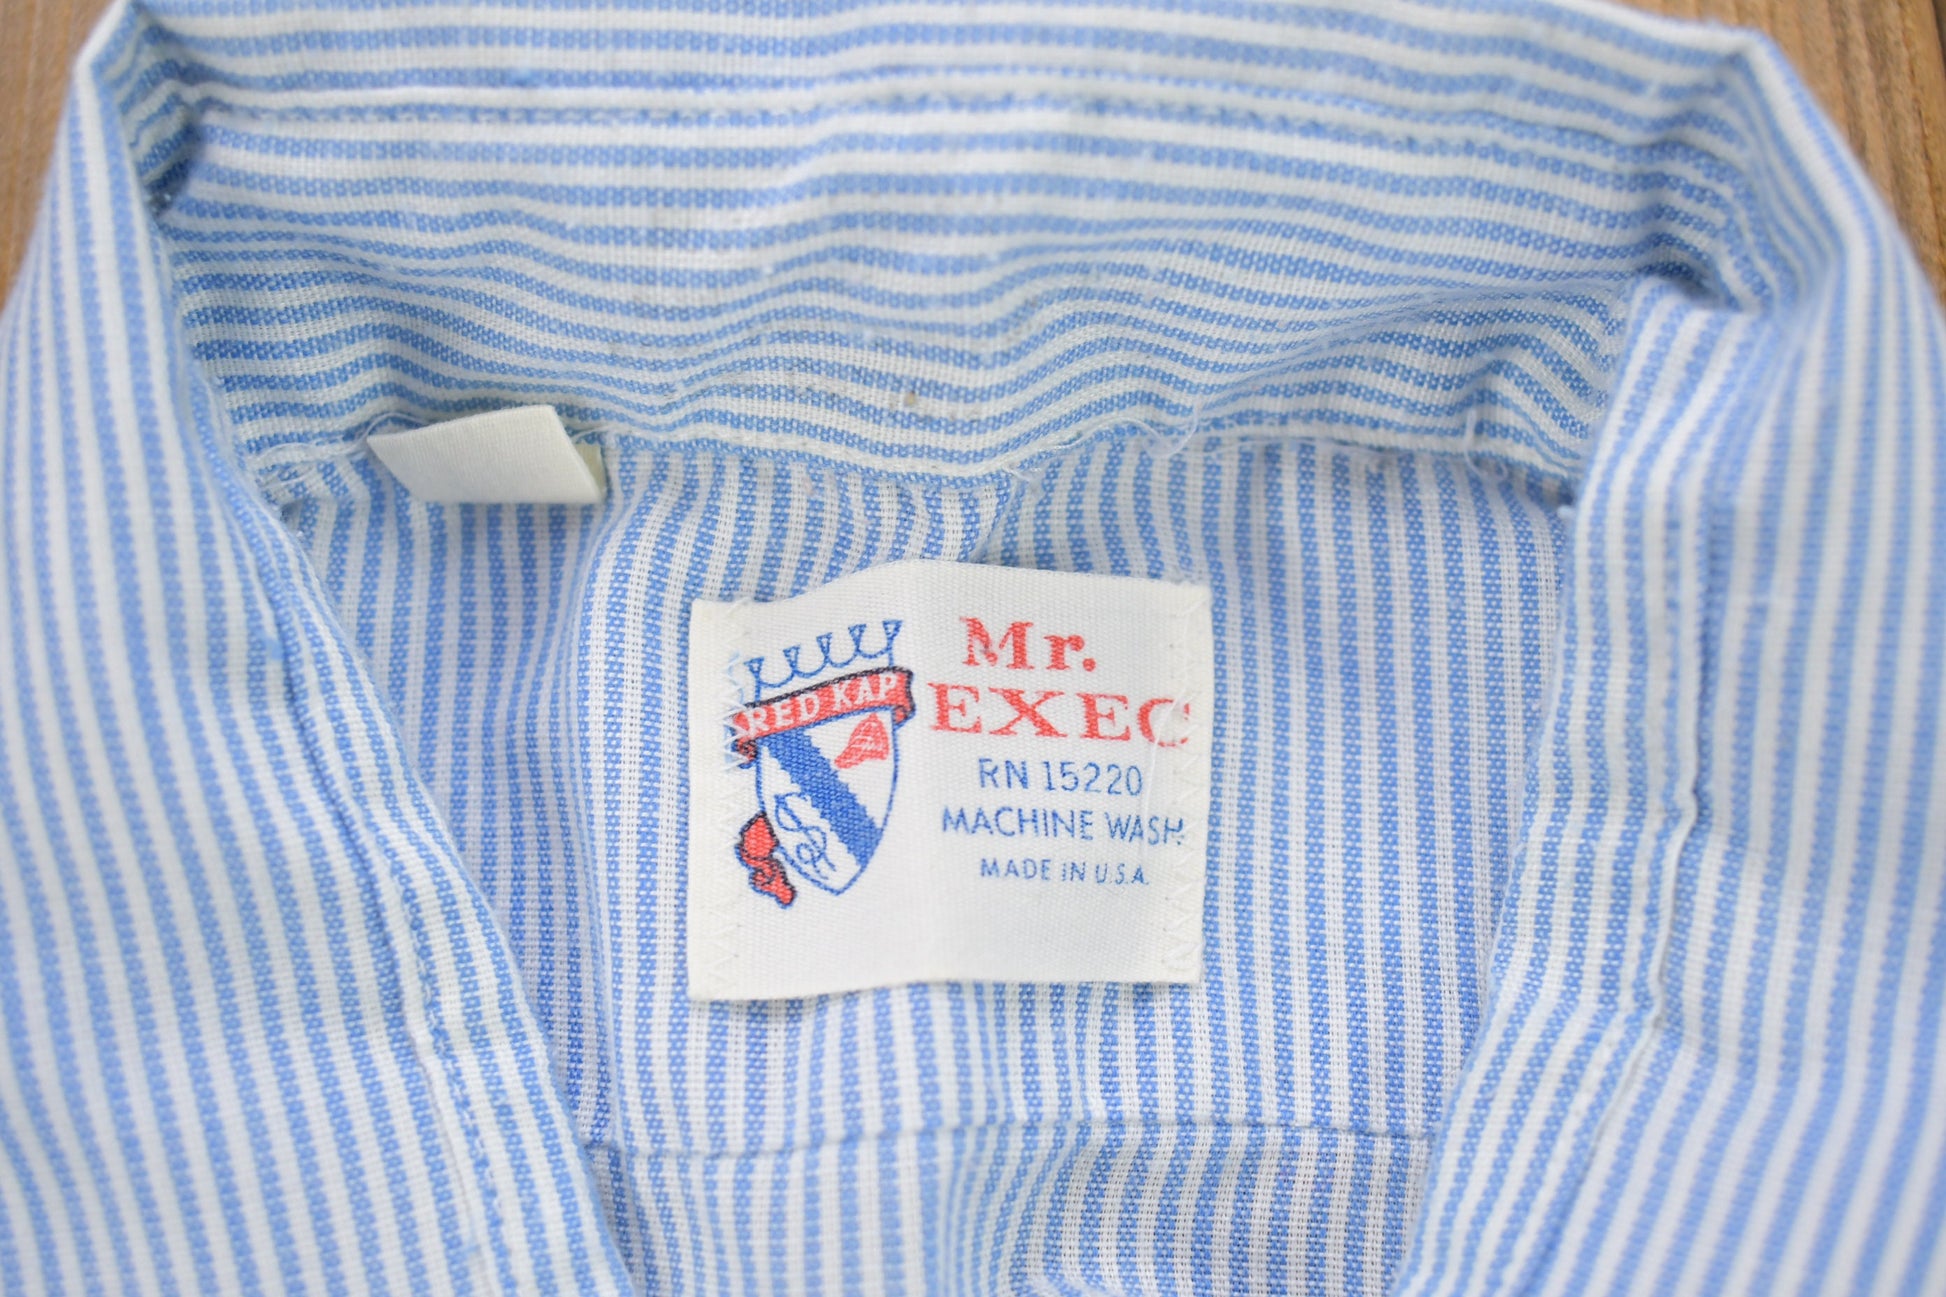 RED KAP
Mr.
EXEC
RN 15220
MACHINE WASH
MADE IN U.S.A.